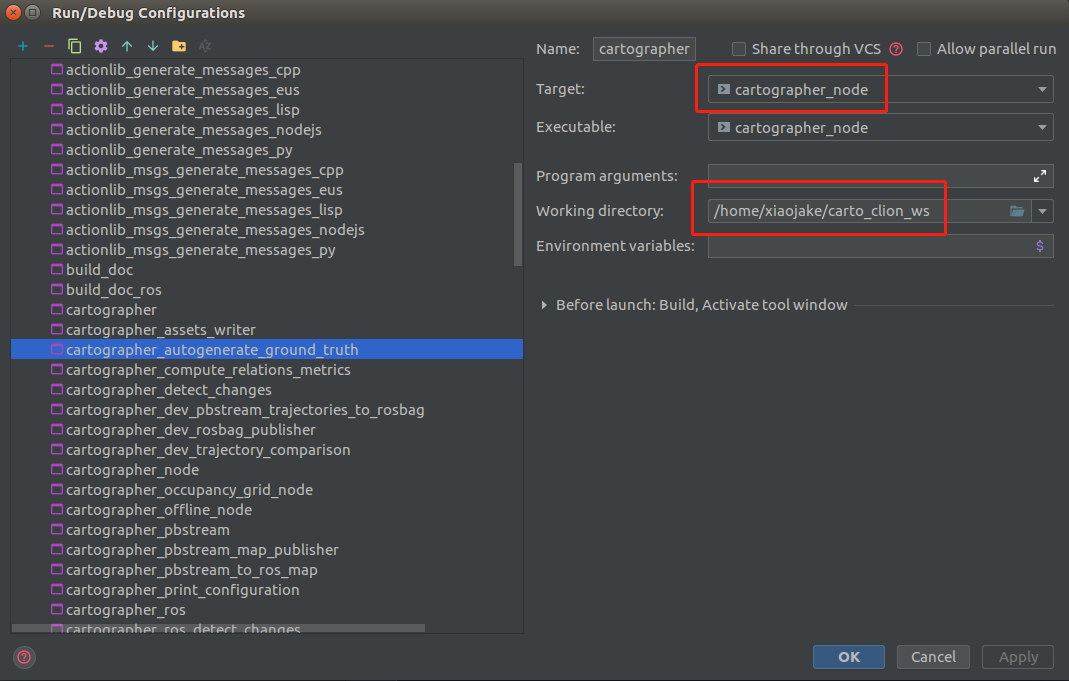 Run/Debug Configurations
actionlib_generate_messages_cpp
actionlib_generate_messages_eus
actionlib_generate_messages_lisp
actionlib_generate_messages_nodejs
actionlib_generate_messages_py
actionlib_msgs_generate_messages_cpp
actionlib_msgs_generate_messages_eus
actionlib_msgs_generate_messages_lisp
actionlib_msgs_generate_messages_nodejs
actionlib_msgs_generate_messages_py
build_doc
build_doc_ros
cartographer
cartographer_assets_writer
cartographer_autogenerate_ground_truth
cartographer_compute_relations_metrics
cartographer_detect_changes
cartographer_dev_pbstream_trajectories_to_rosbag
cartographer_dev_rosbag_publisher
cartographer_dev_trajectory_comparison
cartographer_node
cartographer_occupancy_grid_node
cartographer_offline_node
cartographer_pbstream
cartographer_pbstream_map_publisher
cartographer_pbstream_to_ros_map
cartographer_print_configuration
cartographer_ros
cartographer_ros_detect_changes
Name: cartographer Share through VCS Allow parallel run
Target: cartographer_node
Executable: cartographer_node
Program arguments:
Working directory: /home/xiaojake/carto_clion_ws
Environment variables:
Before launch: Build, Activate tool window
OK Cancel Apply